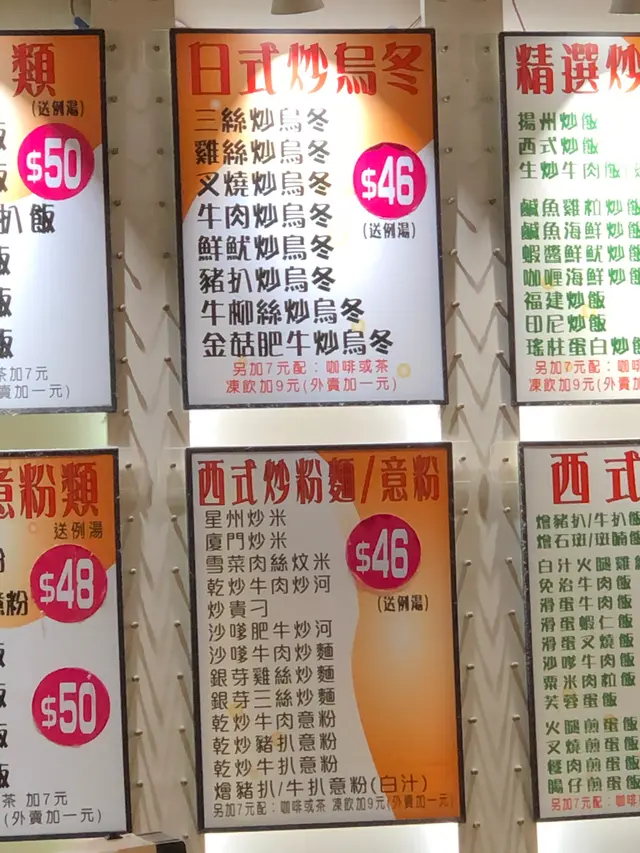 類
(送例湯)
$50
飯
飯
扒飯
飯
飯
飯
茶加7元
賣加一元)
日式炒烏冬
三絲炒烏冬
雞絲炒烏冬
叉燒炒烏冬
牛肉炒烏冬
鮮魷炒烏冬
豬扒炒烏冬
牛柳絲炒烏冬
金菇肥牛炒烏冬
$46
(送例湯)
另加7元配：咖啡或茶
凍飲加9元(外賣加一元)
精選炒
揚州炒飯
西式炒飯
生炒牛肉飯
鹹魚雞粒炒飯
鹹魚海鮮炒飯
蝦醬鮮魷炒飯
咖喱海鮮炒飯
福建炒飯
印尼炒飯
瑤柱蛋白炒飯
另加7元配：咖啡
凍飲加9元(外賣
意粉類
送例湯
粉
$48
意粉
飯
飯
$50
飯
飯
茶 加7元
(外賣加一元)
西式炒粉麵/意粉
星州炒米
廈門炒米
雪菜肉絲炆米
乾炒牛肉炒河
炒貴刁
沙嗲肥牛炒河
沙嗲牛肉炒麵
銀芽雞絲炒麵
銀芽三絲炒麵
乾炒牛肉意粉
乾炒豬扒意粉
乾炒牛扒意粉
燴豬扒/牛扒意粉(白汁)
$46
(送例湯)
另加7元配：咖啡或茶 凍飲加9元(外賣加一元)
西式
燴豬扒/牛扒飯
燴石斑/斑腩飯
白汁火腿雞絲
免治牛肉飯
滑蛋牛肉飯
滑蛋蝦仁飯
滑蛋叉燒飯
沙嗲牛肉飯
粟米肉粒飯
芙蓉蛋飯
火腿煎蛋飯
叉燒煎蛋飯
餐肉煎蛋飯
腸仔煎蛋飯
另加7元配：咖啡